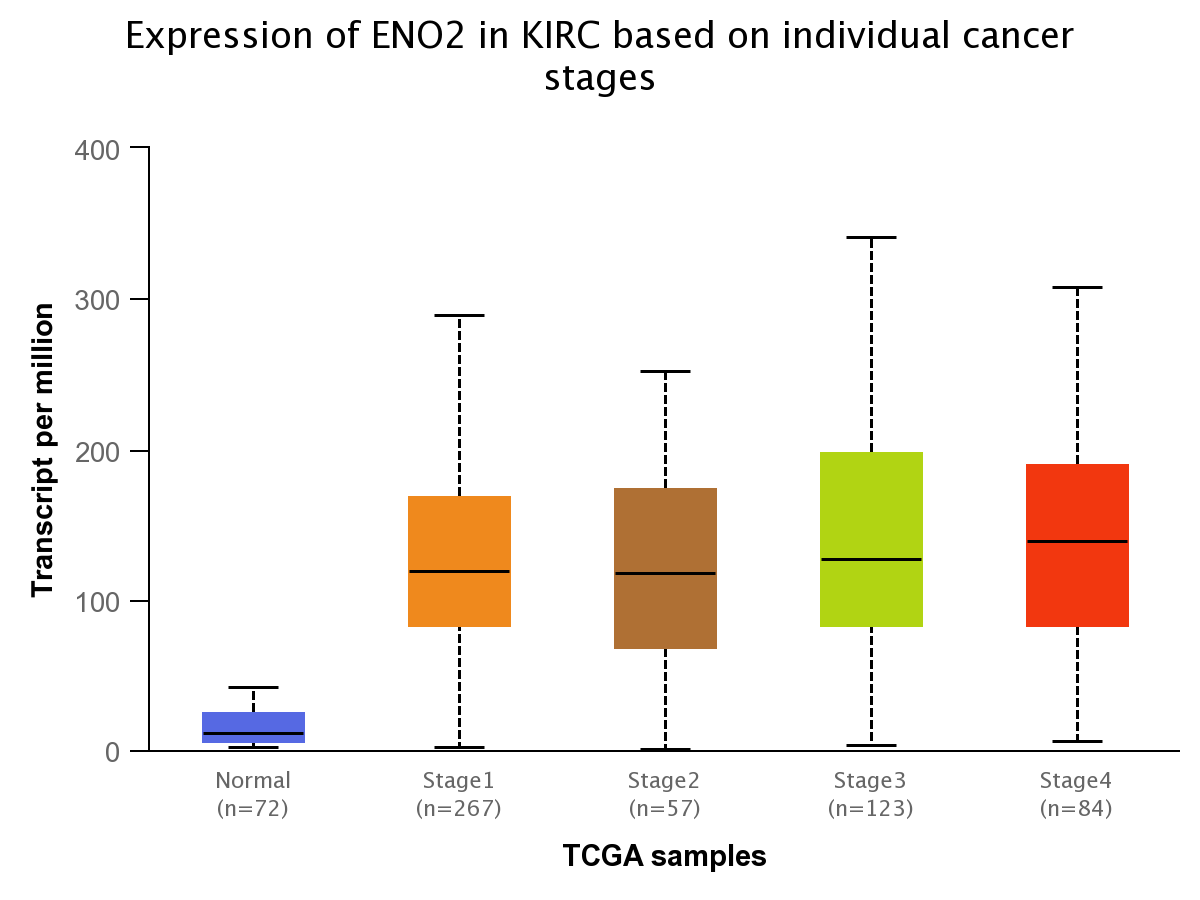 Expression of ENO2 in KIRC based on individual cancer
stages
400
300
200
100
0
Transcript per million
Normal Stage1 Stage2 Stage3 Stage4
(n=72) (n=267) (n=57) (n=123) (n=84)
TCGA samples